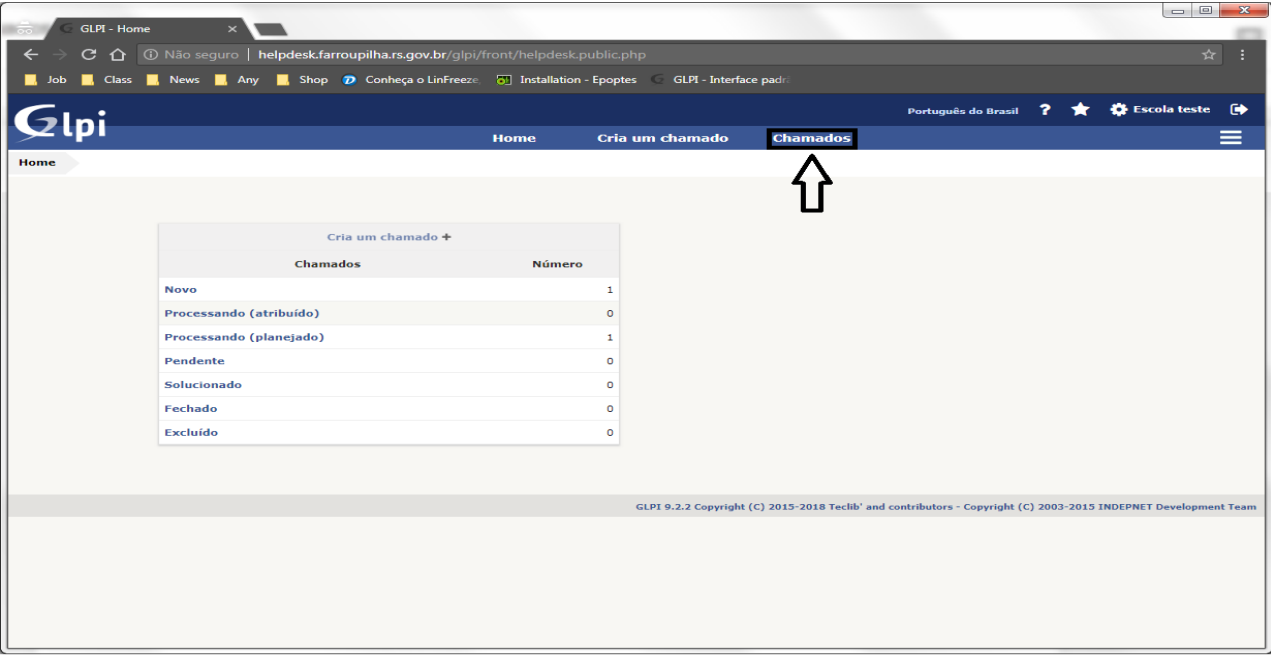 GLPI - Home
Não seguro | helpdesk.farroupilha.rs.gov.br/glpi/front/helpdesk.public.php
Job Class News Any Shop Conheça o LinFreeze, Installation - Epoptes GLPI - Interface padr
Glpi
Português do Brasil ? Escola teste
Home Cria um chamado Chamados
Home
Cria um chamado +
Chamados Número
Novo 1
Processando (atribuído) 0
Processando (planejado) 1
Pendente 0
Solucionado 0
Fechado 0
Excluído 0
GLPI 9.2.2 Copyright (C) 2015-2018 Teclib' and contributors - Copyright (C) 2003-2015 INDEPNET Development Team